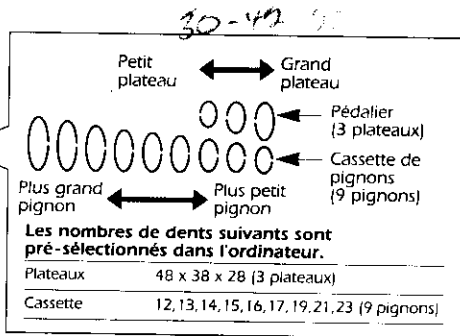 30-42
Petit
plateau
Grand
plateau
Pédalier
(3 plateaux)
Cassette de
pignons
(9 pignons)
Plus grand
pignon
Plus petit
pignon
Les nombres de dents suivants sont
pré-sélectionnés dans l'ordinateur.
Plateaux 48 x 38 x 28 (3 plateaux)
Cassette 12,13,14,15,16,17,19,21,23 (9 pignons)